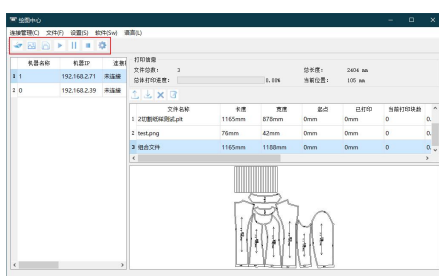 绘图中心
连接管理(C) 文件(F) 设置(S) 软件(Sw) 语言(L)
机器名称 机器IP 连接
1 1 192.168.2.71 未连接
2 0 192.168.2.39 未连接
打印信息
文件总数: 3 总长度: 2404 mm
总体打印进度: 0.00% 当前位置: 105 mm
文件名称 长度 宽度 起点 已打印 当前打印块数
1 2切割纸样测试.plt 1165mm 878mm 0mm 0mm 0 0.
2 test.png 76mm 42mm 0mm 0mm 0 0.
3 组合文件 1165mm 1188mm 0mm 0mm 0 0.